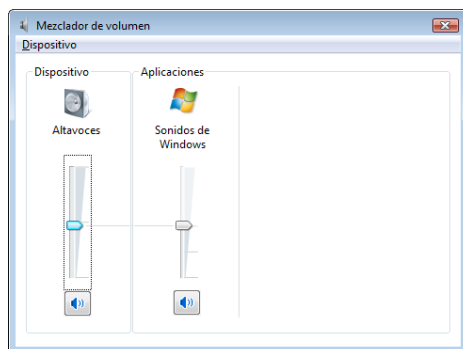 Mezclador de volumen
Dispositivo
Dispositivo
Aplicaciones
Altavoces
Sonidos de
Windows